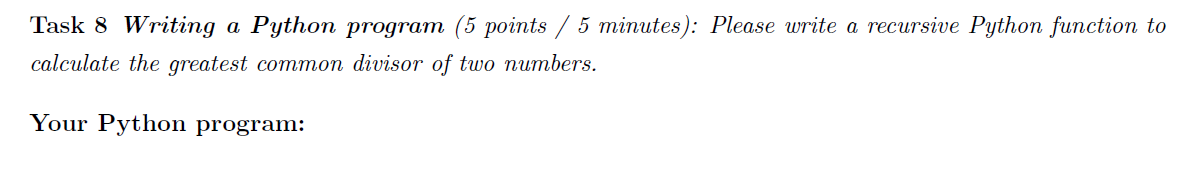 Task 8 Writing a Python program (5 points / 5 minutes): Please write a recursive Python function to
calculate the greatest common divisor of two numbers.
Your Python program: